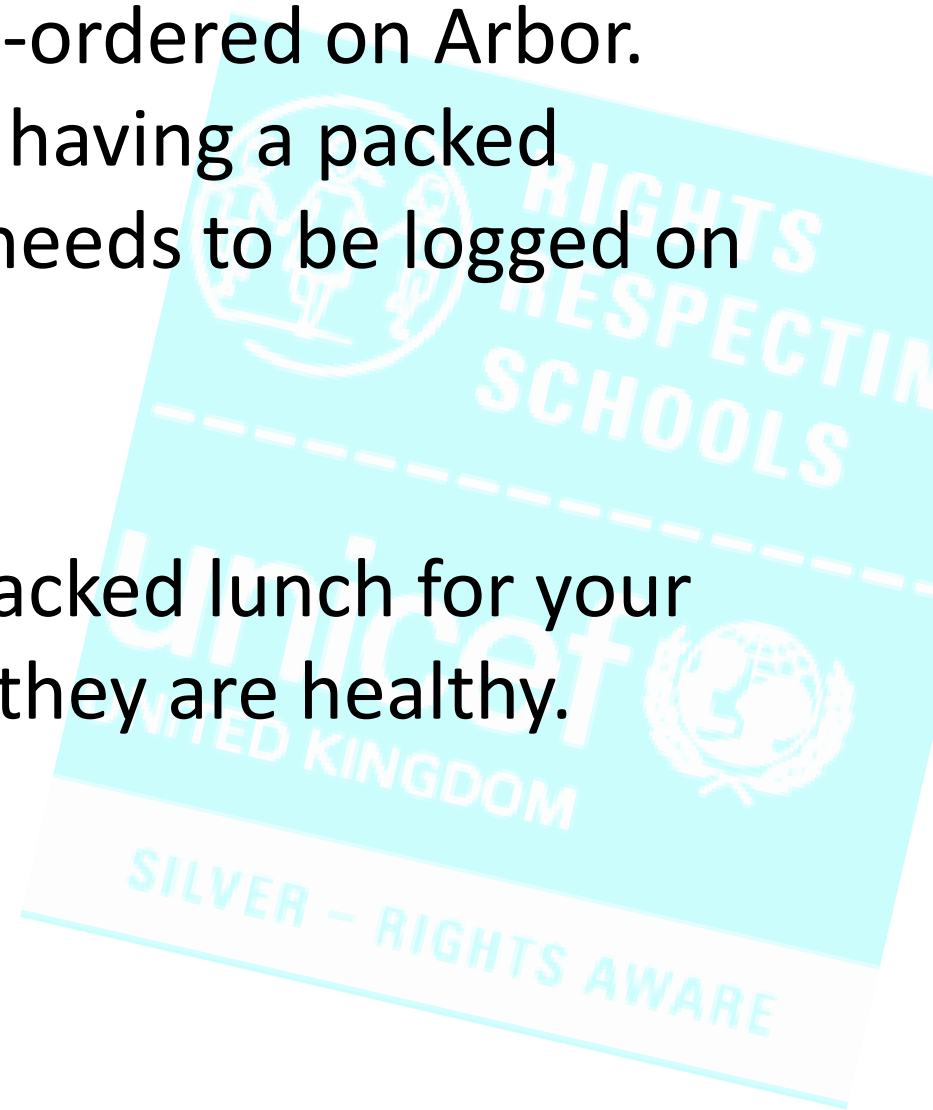 -ordered on Arbor.
having a packed
needs to be logged on
acked lunch for your
they are healthy.
RIGHTS
RESPECTIN
SCHOOLS
unicef
UNITED KINGDOM
SILVER – RIGHTS AWARE